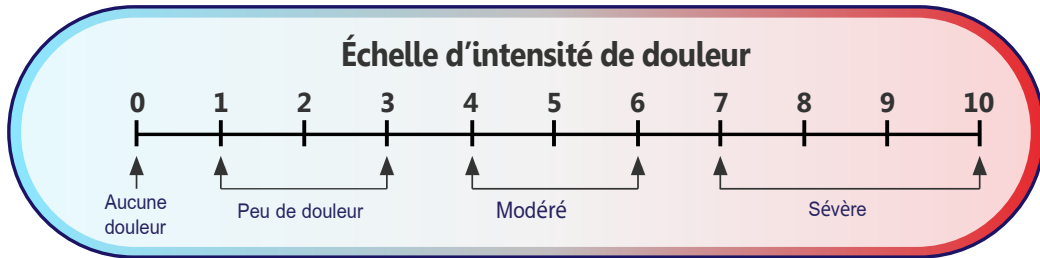 Échelle d'intensité de douleur
0 1 2 3 4 5 6 7 8 9 10
Aucune
douleur
Peu de douleur
Modéré
Sévère